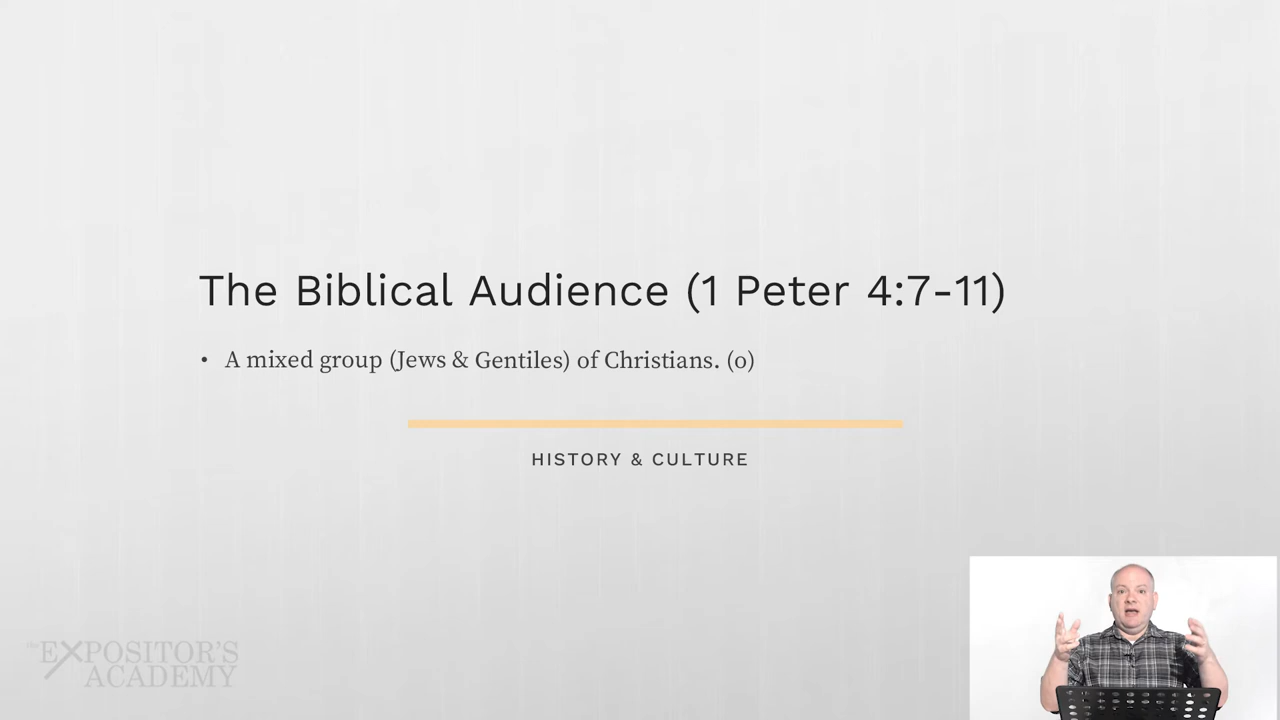 The Biblical Audience (1 Peter 4:7-11)
• A mixed group (Jews & Gentiles) of Christians. (o)
HISTORY & CULTURE
the EXPOSITOR'S
ACADEMY